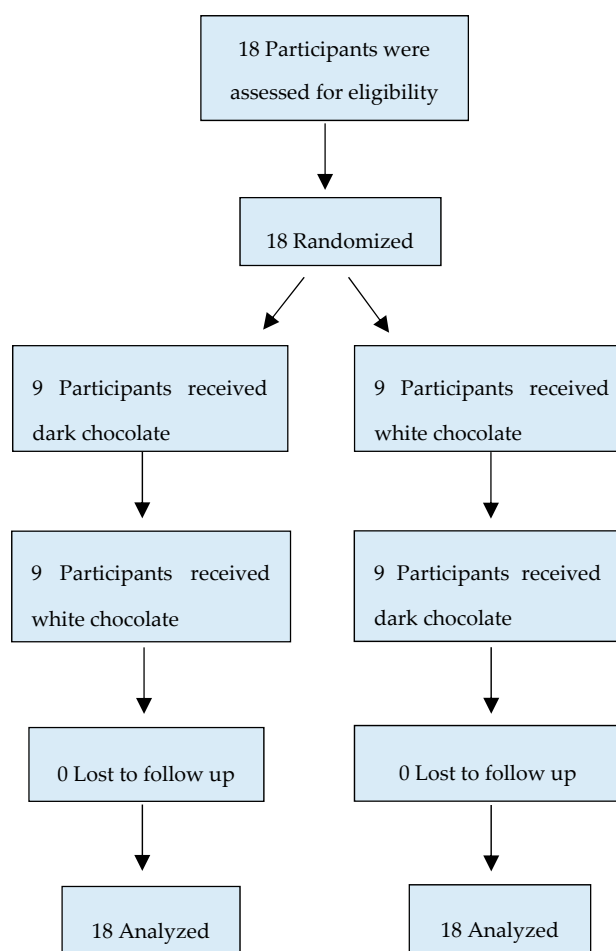 18 Participants were
assessed for eligibility
18 Randomized
9 Participants received
dark chocolate
9 Participants received
white chocolate
9 Participants received
white chocolate
9 Participants received
dark chocolate
0 Lost to follow up
0 Lost to follow up
18 Analyzed
18 Analyzed